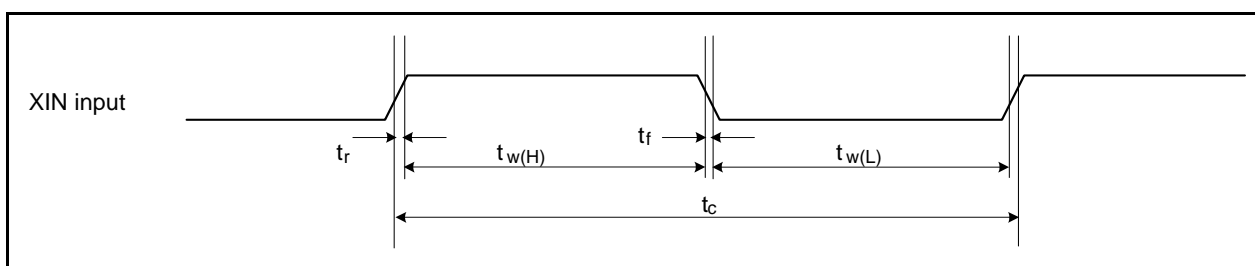 XIN input
tr
tw(H)
tf
tw(L)
tc